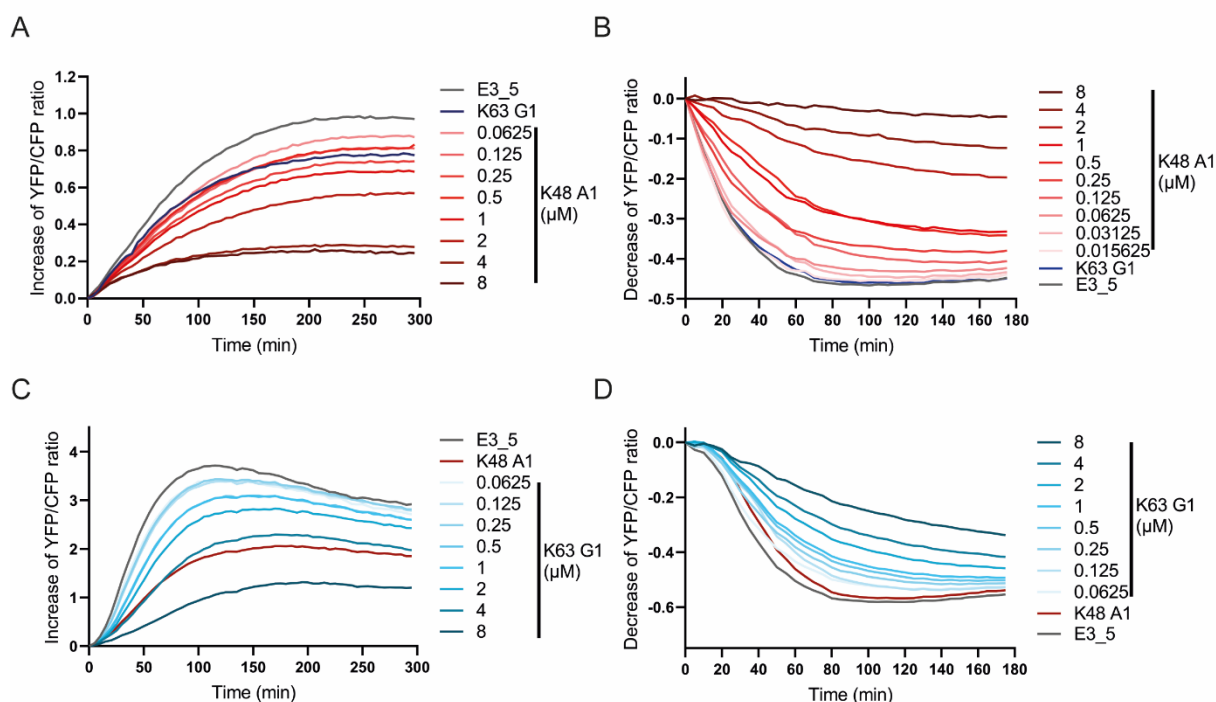 A
Increase of YFP/CFP ratio
1.2
1.0
0.8
0.6
0.4
0.2
0.0
0 50 100 150 200 250 300
Time (min)
E3_5
K63 G1
0.0625
0.125
0.25
0.5
1
2
4
8
K48 A1
(µM)
B
Decrease of YFP/CFP ratio
0.0
-0.1
-0.2
-0.3
-0.4
-0.5
0 20 40 60 80 100 120 140 160 180
Time (min)
8
4
2
1
0.5
0.25
0.125
0.0625
0.03125
0.015625
K63 G1
E3_5
K48 A1
(µM)
C
Increase of YFP/CFP ratio
4
3
2
1
0
0 50 100 150 200 250 300
Time (min)
E3_5
K48 A1
0.0625
0.125
0.25
0.5
1
2
4
8
K63 G1
(µM)
D
Decrease of YFP/CFP ratio
0.0
-0.2
-0.4
-0.6
0 20 40 60 80 100 120 140 160 180
Time (min)
8
4
2
1
0.5
0.25
0.125
0.0625
K48 A1
E3_5
K63 G1
(µM)